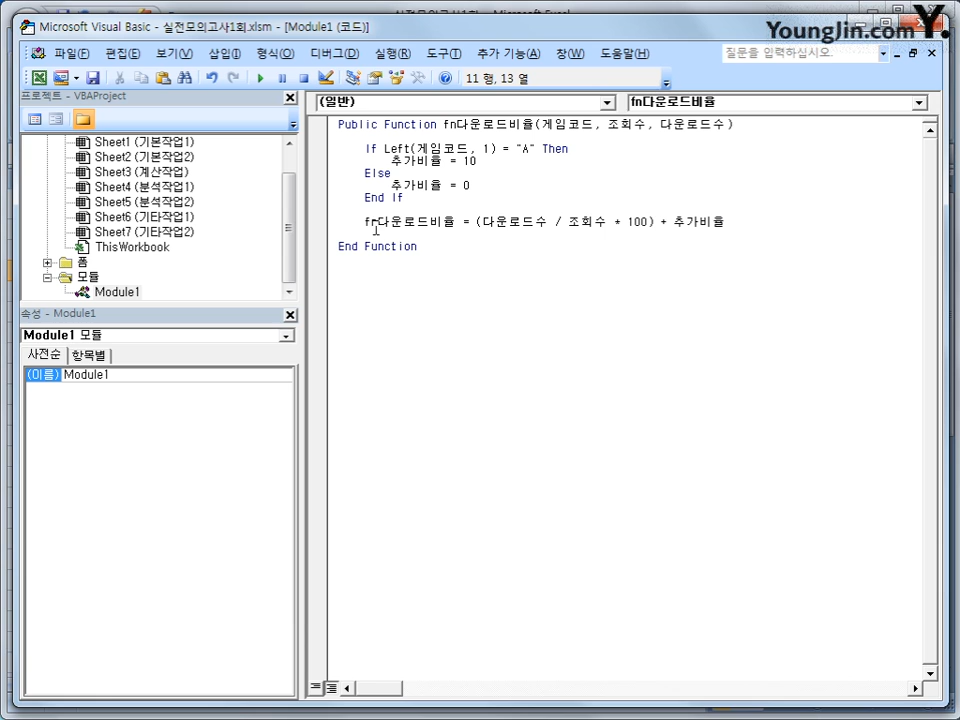 Microsoft Visual Basic - 실전모의고사1회.xlsm - [Module1 (코드)]
YoungJin.com Y.
파일(F) 편집(E) 보기(V) 삽입(I) 형식(O) 디버그(D) 실행(R) 도구(T) 추가 기능(A) 창(W) 도움말(H) 질문을 입력하십시오.
11 행, 13 열
프로젝트 - VBAProject
(일반) fn다운로드비율
Sheet1 (기본작업1)
Sheet2 (기본작업2)
Sheet3 (계산작업)
Sheet4 (분석작업1)
Sheet5 (분석작업2)
Sheet6 (기타작업1)
Sheet7 (기타작업2)
ThisWorkbook
폼
모듈
Module1
속성 - Module1
Module1 모듈
사전순 항목별
(이름) Module1
Public Function fn다운로드비율(게임코드, 조회수, 다운로드수)
If Left(게임코드, 1) = "A" Then
추가비율 = 10
Else
추가비율 = 0
End If
fn다운로드비율 = (다운로드수 / 조회수 * 100) + 추가비율
End Function